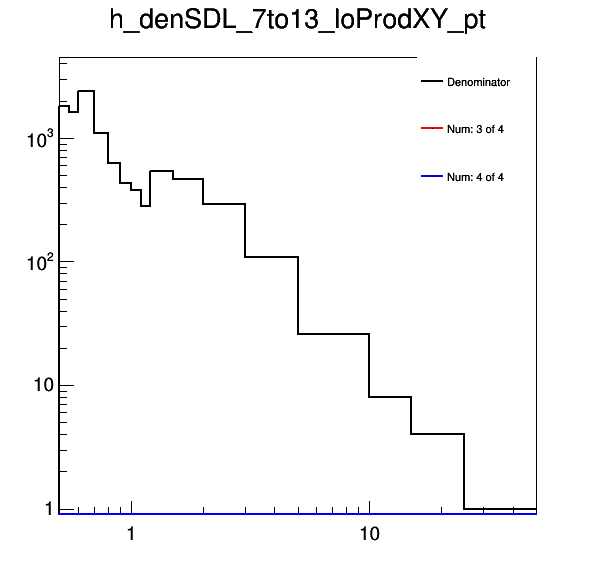 h_denSDL_7to13_loProdXY_pt
Denominator
Num: 3 of 4
Num: 4 of 4
10³
10²
10
1
1 10